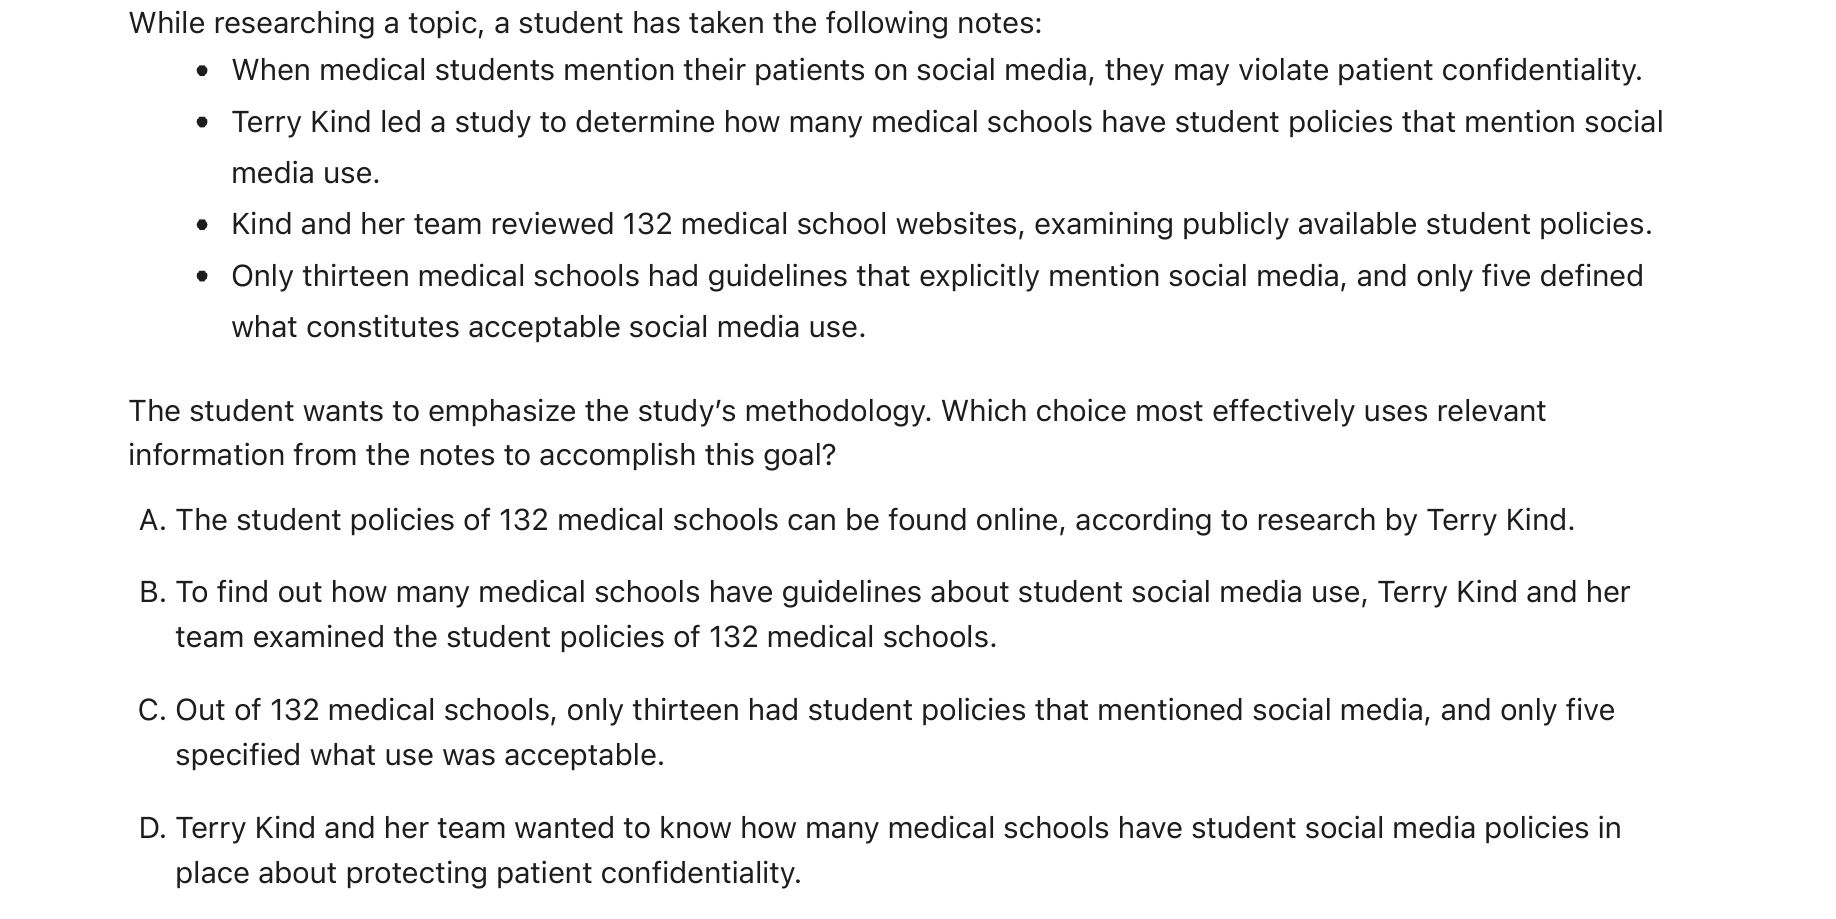 While researching a topic, a student has taken the following notes:
• When medical students mention their patients on social media, they may violate patient confidentiality.
• Terry Kind led a study to determine how many medical schools have student policies that mention social
media use.
• Kind and her team reviewed 132 medical school websites, examining publicly available student policies.
• Only thirteen medical schools had guidelines that explicitly mention social media, and only five defined
what constitutes acceptable social media use.
The student wants to emphasize the study’s methodology. Which choice most effectively uses relevant
information from the notes to accomplish this goal?
A. The student policies of 132 medical schools can be found online, according to research by Terry Kind.
B. To find out how many medical schools have guidelines about student social media use, Terry Kind and her
team examined the student policies of 132 medical schools.
C. Out of 132 medical schools, only thirteen had student policies that mentioned social media, and only five
specified what use was acceptable.
D. Terry Kind and her team wanted to know how many medical schools have student social media policies in
place about protecting patient confidentiality.